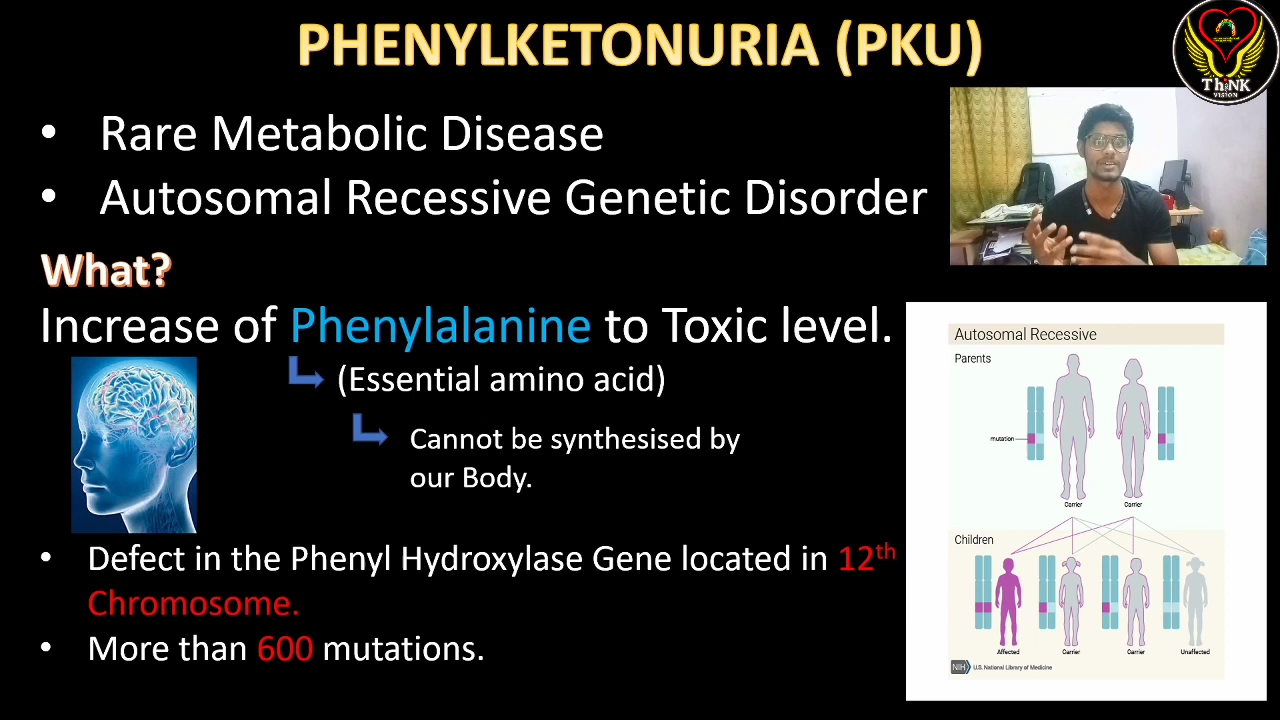 PHENYLKETONURIA (PKU)
ThiNK
VISION
• Rare Metabolic Disease
• Autosomal Recessive Genetic Disorder
What?
Increase of Phenylalanine to Toxic level.
(Essential amino acid)
Cannot be synthesised by
our Body.
• Defect in the Phenyl Hydroxylase Gene located in 12th
Chromosome.
• More than 600 mutations.
Autosomal Recessive
Parents
mutation
Carrier Carrier
Children
Affected Carrier Carrier Unaffected
NIH U.S. National Library of Medicine